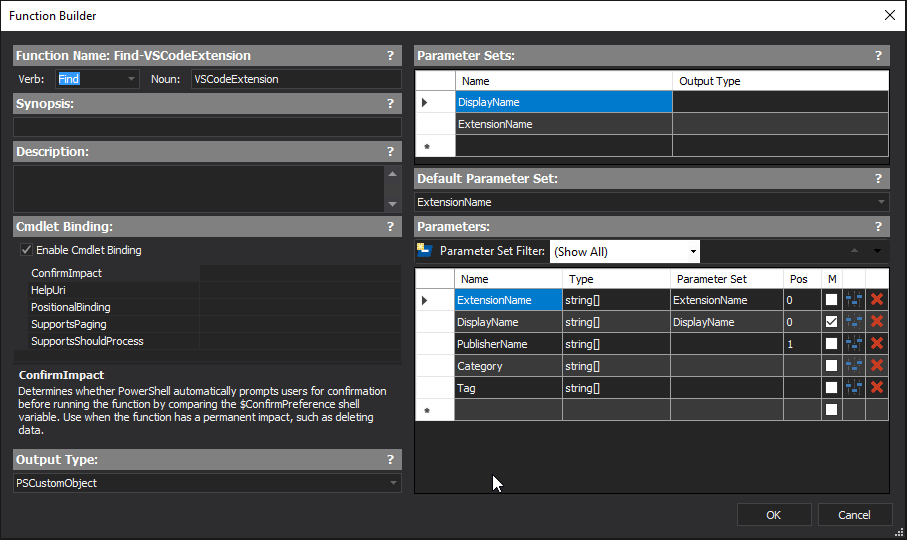 Function Builder
Function Name: Find-VSCodeExtension ?
Verb: Find Noun: VSCodeExtension
Synopsis: ?
Description: ?
Cmdlet Binding: ?
Enable Cmdlet Binding
ConfirmImpact
HelpUri
PositionalBinding
SupportsPaging
SupportsShouldProcess
ConfirmImpact
Determines whether PowerShell automatically prompts users for confirmation
before running the function by comparing the $ConfirmPreference shell
variable. Use when the function has a permanent impact, such as deleting
data.
Output Type: ?
PSCustomObject
Parameter Sets: ?
Name Output Type
DisplayName
ExtensionName
*
Default Parameter Set: ?
ExtensionName
Parameters: ?
Parameter Set Filter: (Show All)
Name Type Parameter Set Pos M
ExtensionName string[] ExtensionName 0
DisplayName string[] DisplayName 0
PublisherName string[] 1
Category string[]
Tag string[]
*
OK Cancel